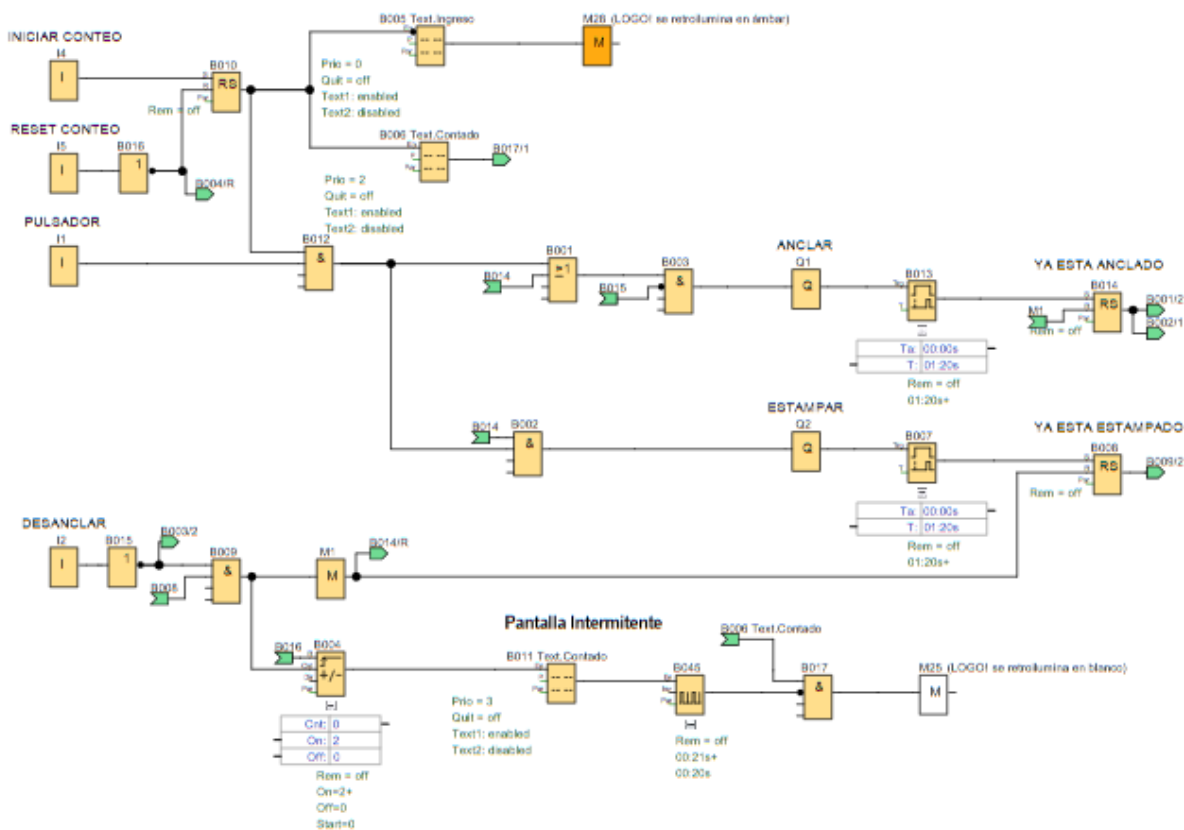 B005 Text.Ingreso
M28 (LOGO! se retroilumina en ámbar)
M
INICIAR CONTEO
I4
I
B010
RS
Rem = off
Prio = 0
Quit = off
Text1: enabled
Text2: disabled
RESET CONTEO
I5
I
B016
1
B004/R
B006 Text.Contado
B017/1
Prio = 2
Quit = off
Text1: enabled
Text2: disabled
PULSADOR
I1
I
B012
&
B001
≥1
B014
B003
&
B015
ANCLAR
Q1
Q
B013
Ta: 00:00s
T: 01:20s
Rem = off
01:20s+
YA ESTA ANCLADO
B014
RS
M1
Rem = off
B001/2
B002/1
ESTAMPAR
B014
B002
&
Q2
Q
B007
Ta: 00:00s
T: 01:20s
Rem = off
01:20s+
YA ESTA ESTAMPADO
B008
RS
Rem = off
B009/2
DESANCLAR
I2
I
B015
1
B003/2
B009
&
B008
M1
M
B014/R
Pantalla Intermitente
B016
B004
+/-
Cnt: 0
On: 2
Off: 0
Rem = off
On=2+
Off=0
Start=0
B011 Text.Contado
Prio = 3
Quit = off
Text1: enabled
Text2: disabled
Rem = off
00:21s+
00:20s
B006 Text.Contado
B017
&
M25 (LOGO! se retroilumina en blanco)
M